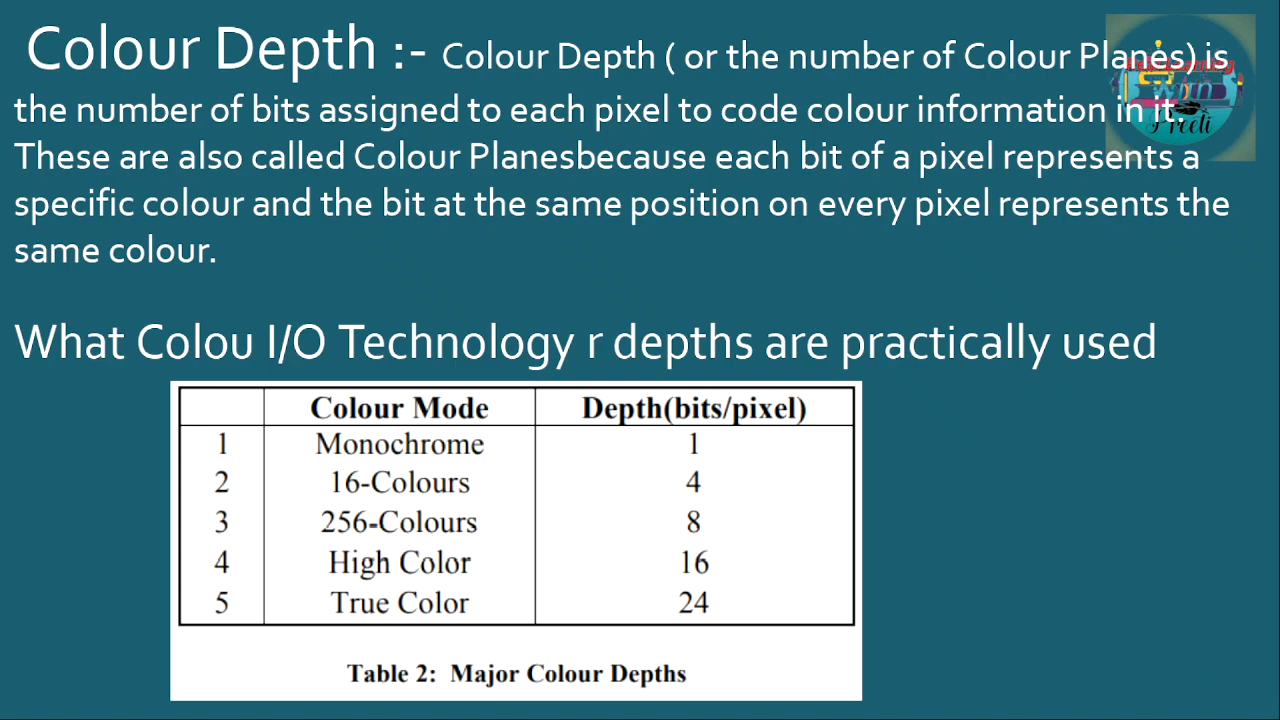 Colour Depth :- Colour Depth ( or the number of Colour Planes) is
the number of bits assigned to each pixel to code colour information in it.
These are also called Colour Planesbecause each bit of a pixel represents a
specific colour and the bit at the same position on every pixel represents the
same colour.
What Colou I/O Technology r depths are practically used
Colour Mode Depth(bits/pixel)
1 Monochrome 1
2 16-Colours 4
3 256-Colours 8
4 High Color 16
5 True Color 24
Table 2: Major Colour Depths
Preeti